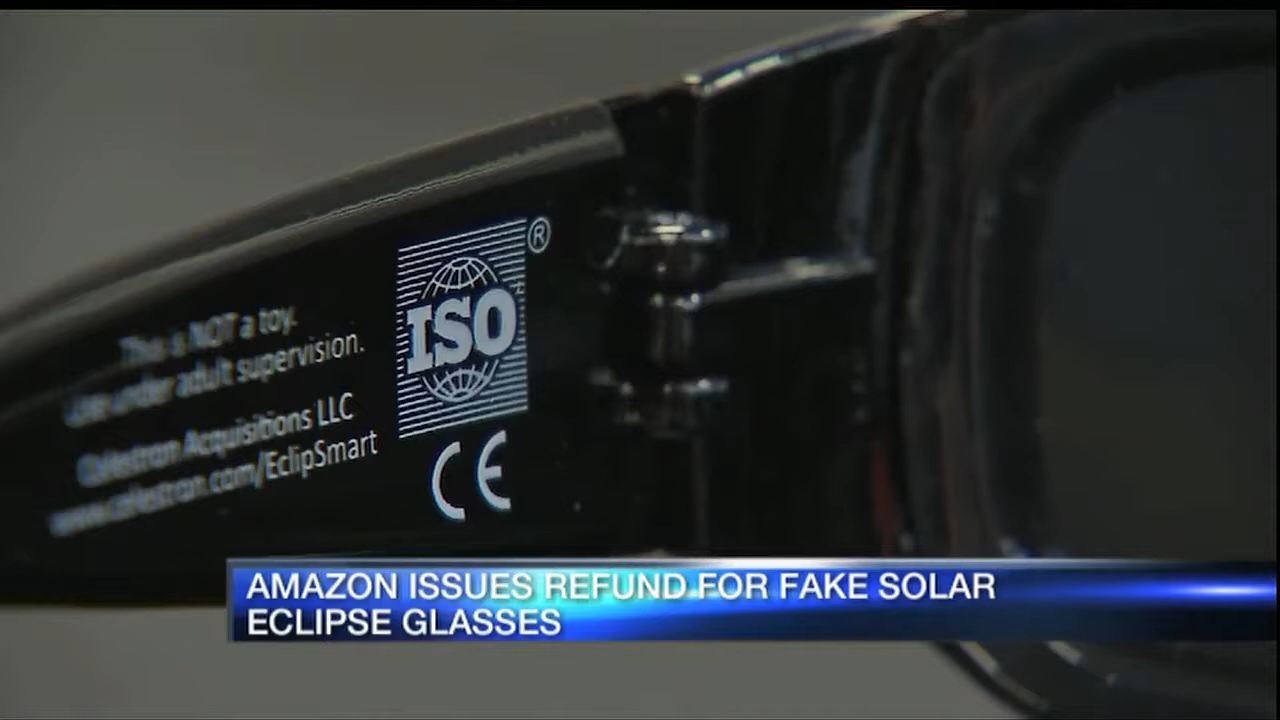 This is NOT a toy.
Use under adult supervision.
Celestron Acquisitions LLC
www.celestron.com/EclipSmart
ISO
®
CE
AMAZON ISSUES REFUND FOR FAKE SOLAR
ECLIPSE GLASSES